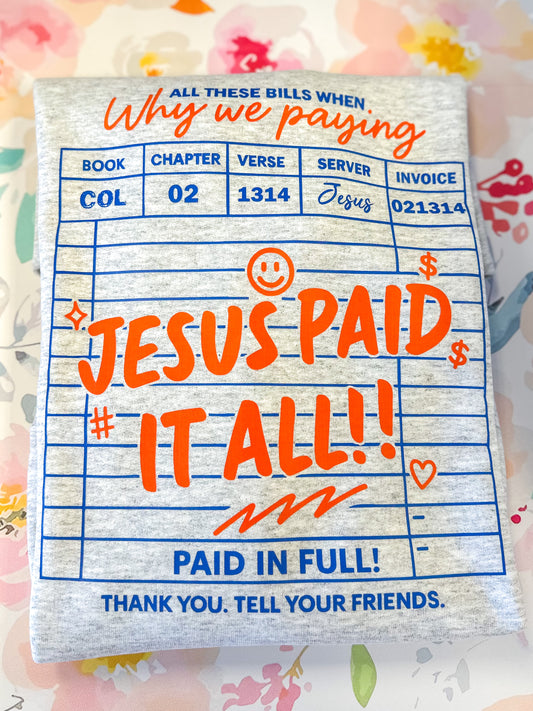 ALL THESE BILLS WHEN
Why we paying
BOOK CHAPTER VERSE SERVER INVOICE
COL 02 1314 Jesus 021314
$
JESUS PAID
$
# IT ALL!!
PAID IN FULL!
THANK YOU. TELL YOUR FRIENDS.